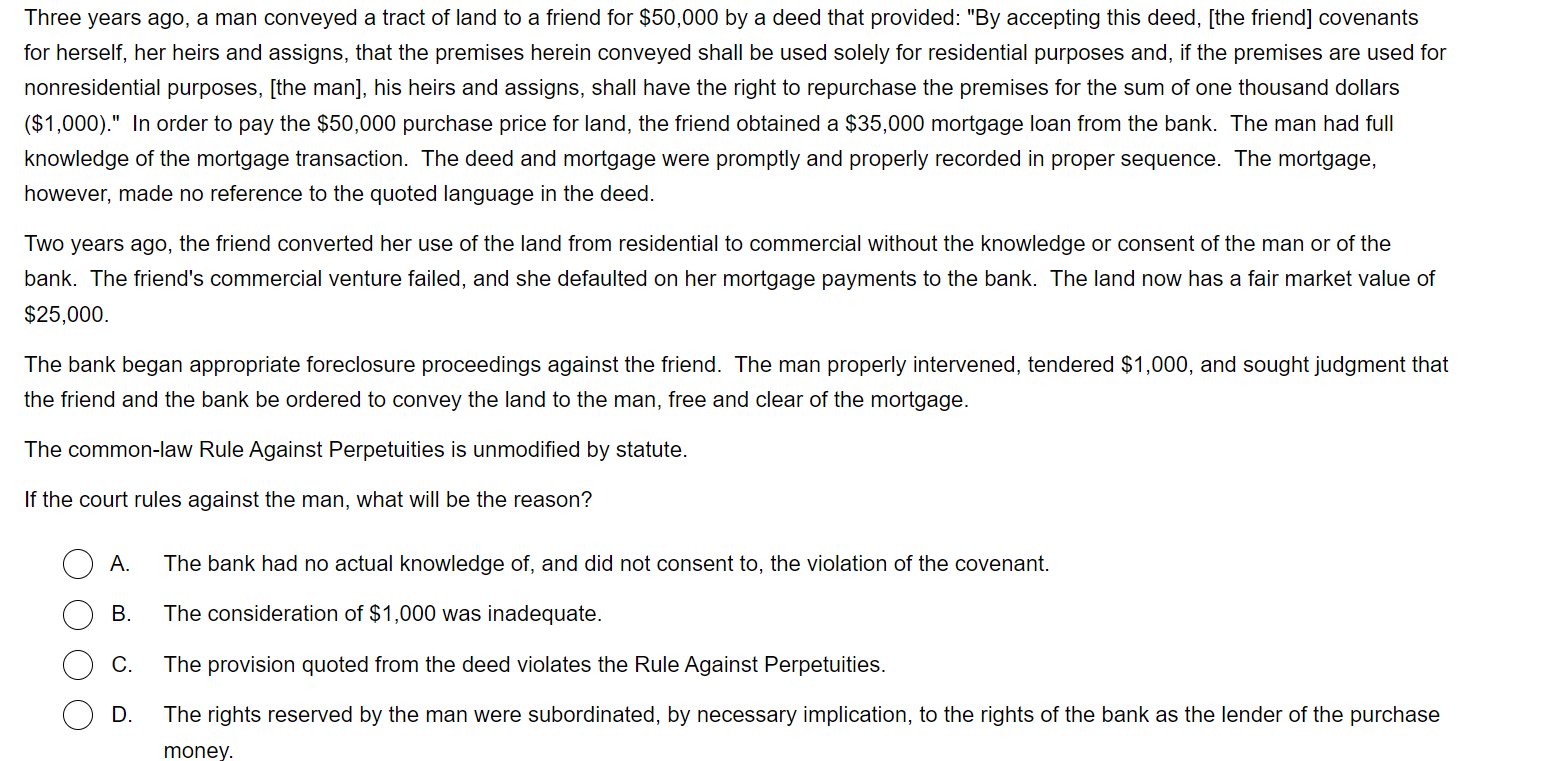 Three years ago, a man conveyed a tract of land to a friend for $50,000 by a deed that provided: "By accepting this deed, [the friend] covenants
for herself, her heirs and assigns, that the premises herein conveyed shall be used solely for residential purposes and, if the premises are used for
nonresidential purposes, [the man], his heirs and assigns, shall have the right to repurchase the premises for the sum of one thousand dollars
($1,000)." In order to pay the $50,000 purchase price for land, the friend obtained a $35,000 mortgage loan from the bank. The man had full
knowledge of the mortgage transaction. The deed and mortgage were promptly and properly recorded in proper sequence. The mortgage,
however, made no reference to the quoted language in the deed.
Two years ago, the friend converted her use of the land from residential to commercial without the knowledge or consent of the man or of the
bank. The friend's commercial venture failed, and she defaulted on her mortgage payments to the bank. The land now has a fair market value of
$25,000.
The bank began appropriate foreclosure proceedings against the friend. The man properly intervened, tendered $1,000, and sought judgment that
the friend and the bank be ordered to convey the land to the man, free and clear of the mortgage.
The common-law Rule Against Perpetuities is unmodified by statute.
If the court rules against the man, what will be the reason?
A. The bank had no actual knowledge of, and did not consent to, the violation of the covenant.
B. The consideration of $1,000 was inadequate.
C. The provision quoted from the deed violates the Rule Against Perpetuities.
D. The rights reserved by the man were subordinated, by necessary implication, to the rights of the bank as the lender of the purchase
money.